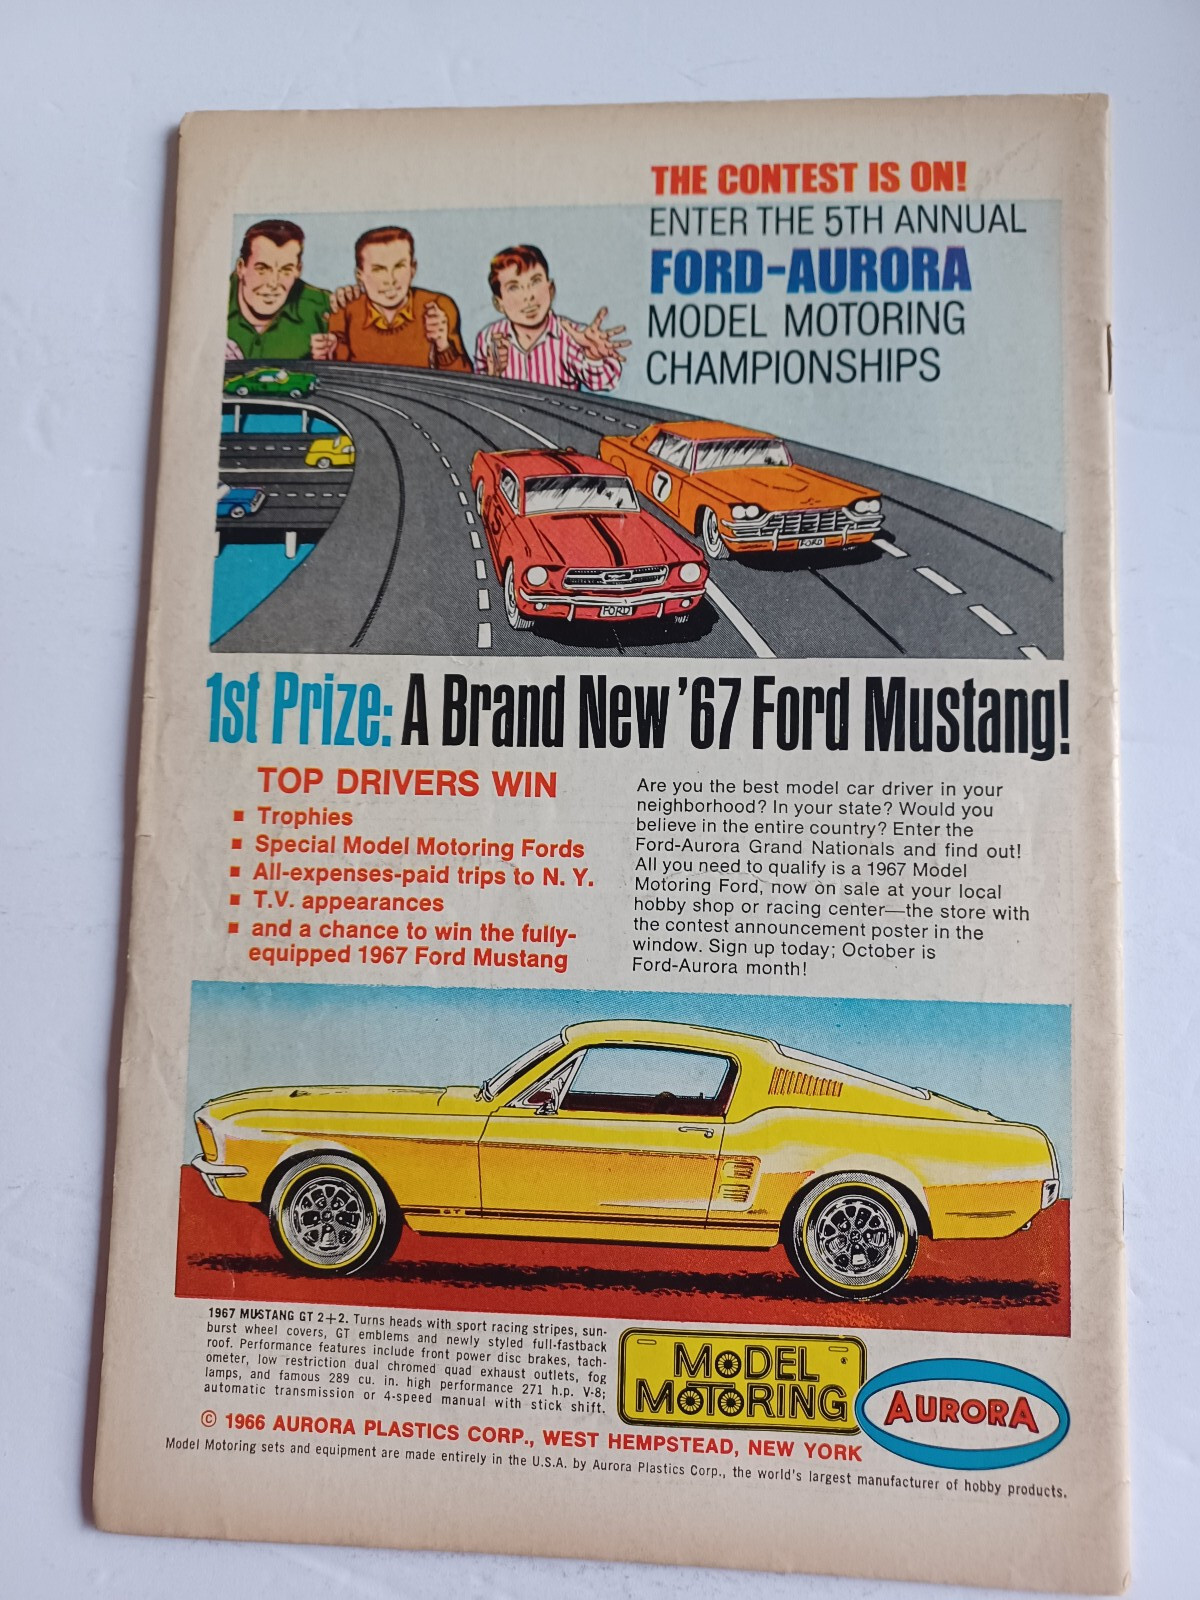 THE CONTEST IS ON!
ENTER THE 5TH ANNUAL
FORD-AURORA
MODEL MOTORING
CHAMPIONSHIPS
7
5
FORD
FORD
1st Prize: A Brand New '67 Ford Mustang!
TOP DRIVERS WIN
▪ Trophies
▪ Special Model Motoring Fords
▪ All-expenses-paid trips to N. Y.
▪ T.V. appearances
▪ and a chance to win the fully-
equipped 1967 Ford Mustang
Are you the best model car driver in your
neighborhood? In your state? Would you
believe in the entire country? Enter the
Ford-Aurora Grand Nationals and find out!
All you need to qualify is a 1967 Model
Motoring Ford, now on sale at your local
hobby shop or racing center—the store with
the contest announcement poster in the
window. Sign up today; October is
Ford-Aurora month!
GT
1967 MUSTANG GT 2+2. Turns heads with sport racing stripes, sun-
burst wheel covers, GT emblems and newly styled full-fastback
roof. Performance features include front power disc brakes, tach-
ometer, low restriction dual chromed quad exhaust outlets, fog
lamps, and famous 289 cu. in. high performance 271 h.p. V-8;
automatic transmission or 4-speed manual with stick shift.
MODEL
MOTORING
AURORA
© 1966 AURORA PLASTICS CORP., WEST HEMPSTEAD, NEW YORK
Model Motoring sets and equipment are made entirely in the U.S.A. by Aurora Plastics Corp., the world's largest manufacturer of hobby products.